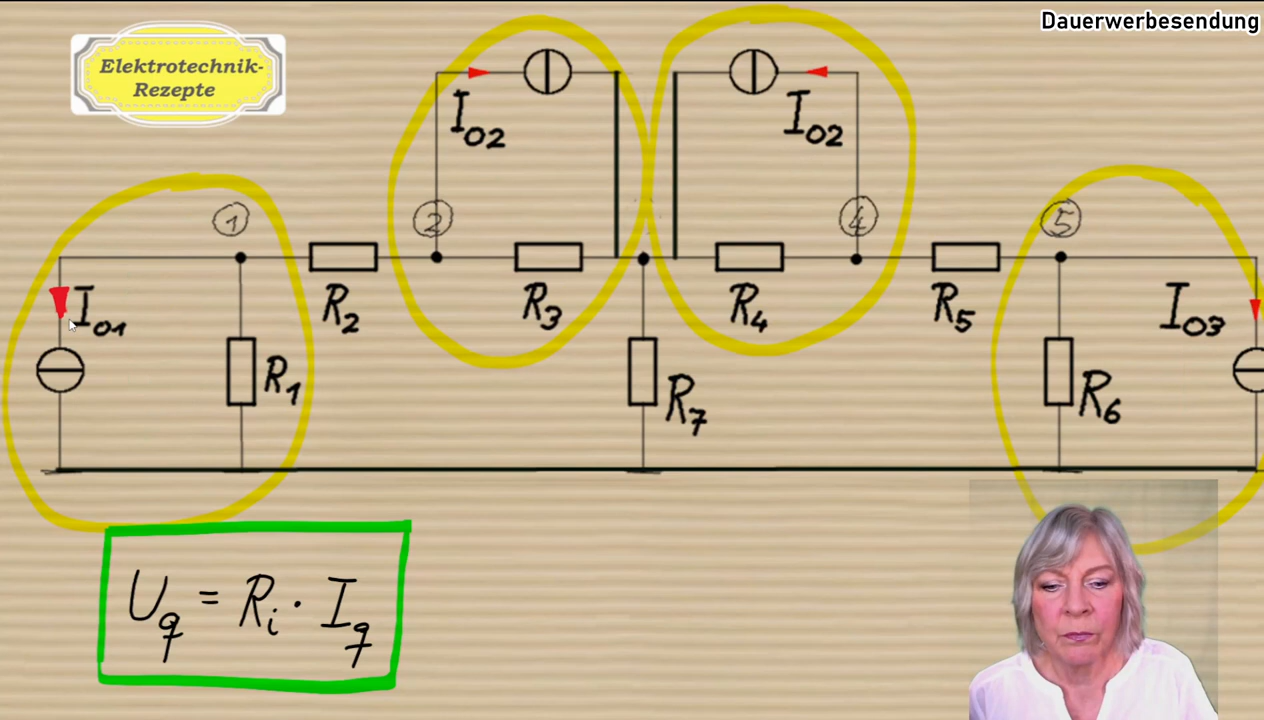 Dauerwerbesendung
Elektrotechnik-
Rezepte
I02
I02
1
2
4
5
I01
R2
R3
R4
R5
I03
R1
R7
R6
Uq = Ri · Iq